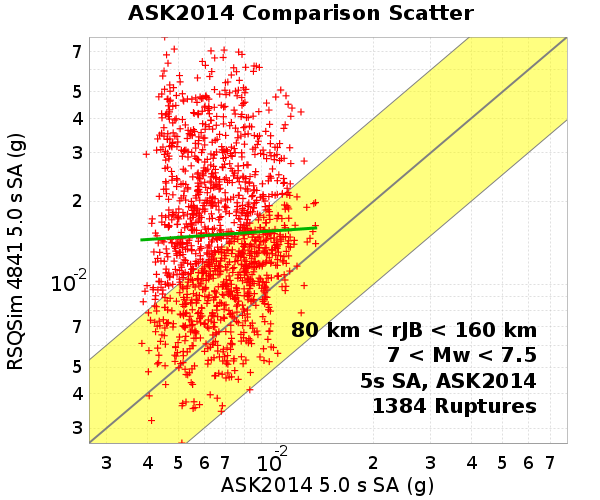 ASK2014 Comparison Scatter
RSQSim 4841 5.0 s SA (g)
7
5
4
3
2
10-2
7
5
4
3
80 km < rJB < 160 km
7 < Mw < 7.5
5s SA, ASK2014
1384 Ruptures
3 4 5 6 7 10-2 2 3 4 5 6 7
ASK2014 5.0 s SA (g)